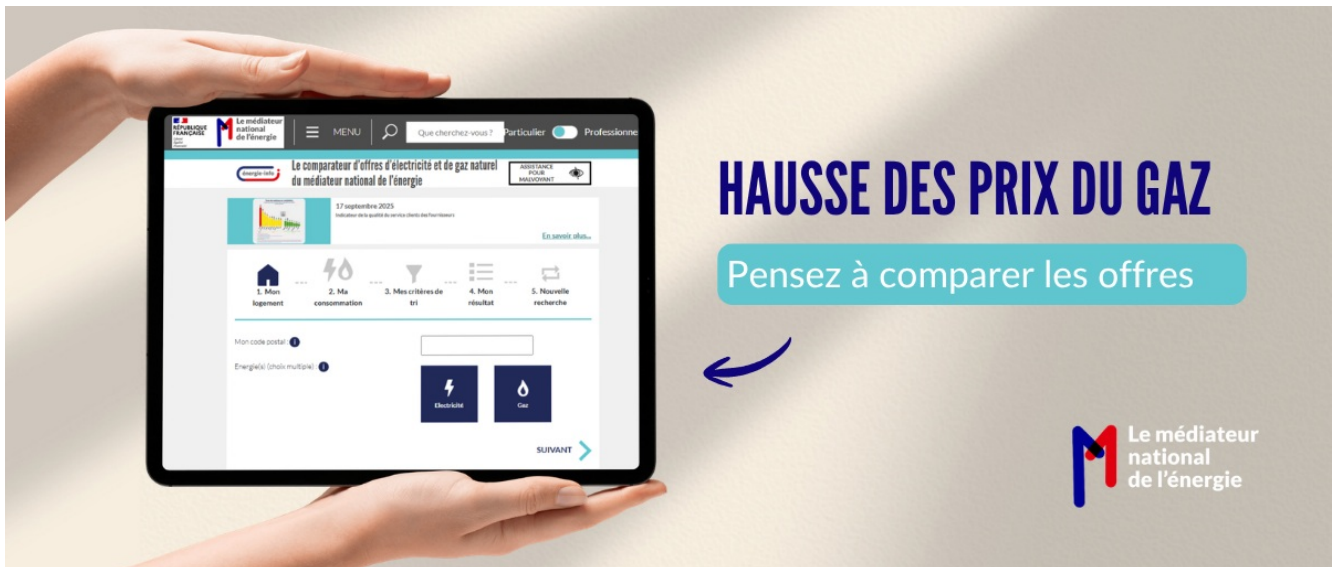 RÉPUBLIQUE
FRANÇAISE
Le médiateur
national
de l'énergie
MENU
Que cherchez-vous ?
Particulier
Professionne
énergie-info
Le comparateur d'offres d'électricité et de gaz naturel
du médiateur national de l'énergie
ASSISTANCE
POUR
MALVOYANT
17 septembre 2025
Indicateur de la qualité du service clients des fournisseurs
En savoir plus...
1. Mon
logement
2. Ma
consommation
3. Mes critères de
tri
4. Mon
résultat
5. Nouvelle
recherche
Mon code postal :
Energie(s) (choix multiple) :
Electricité
Gaz
SUIVANT
HAUSSE DES PRIX DU GAZ
Pensez à comparer les offres
Le médiateur
national
de l'énergie